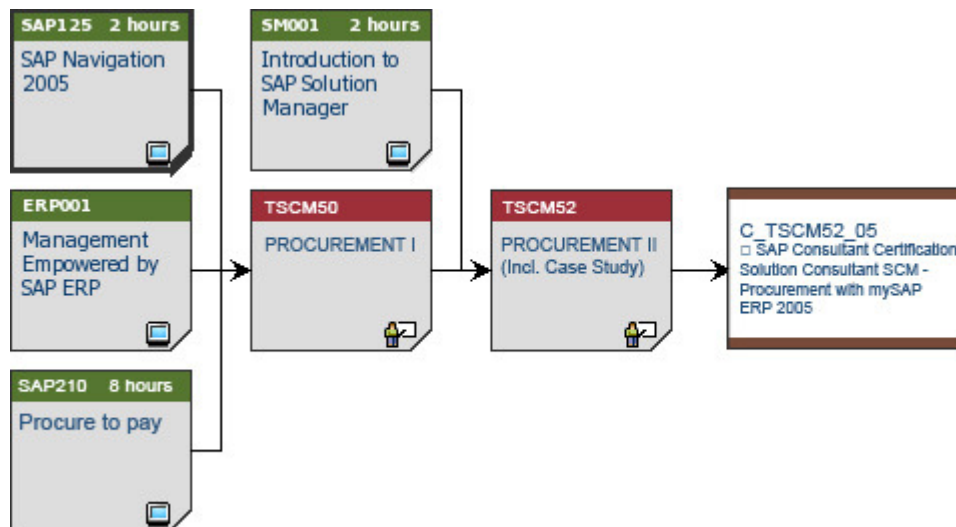 SAP125 2 hours
SAP Navigation
2005
SM001 2 hours
Introduction to
SAP Solution
Manager
ERP001
Management
Empowered by
SAP ERP
TSCM50
PROCUREMENT I
TSCM52
PROCUREMENT II
(Incl. Case Study)
C_TSCM52_05
□ SAP Consultant Certification
Solution Consultant SCM -
Procurement with mySAP
ERP 2005
SAP210 8 hours
Procure to pay